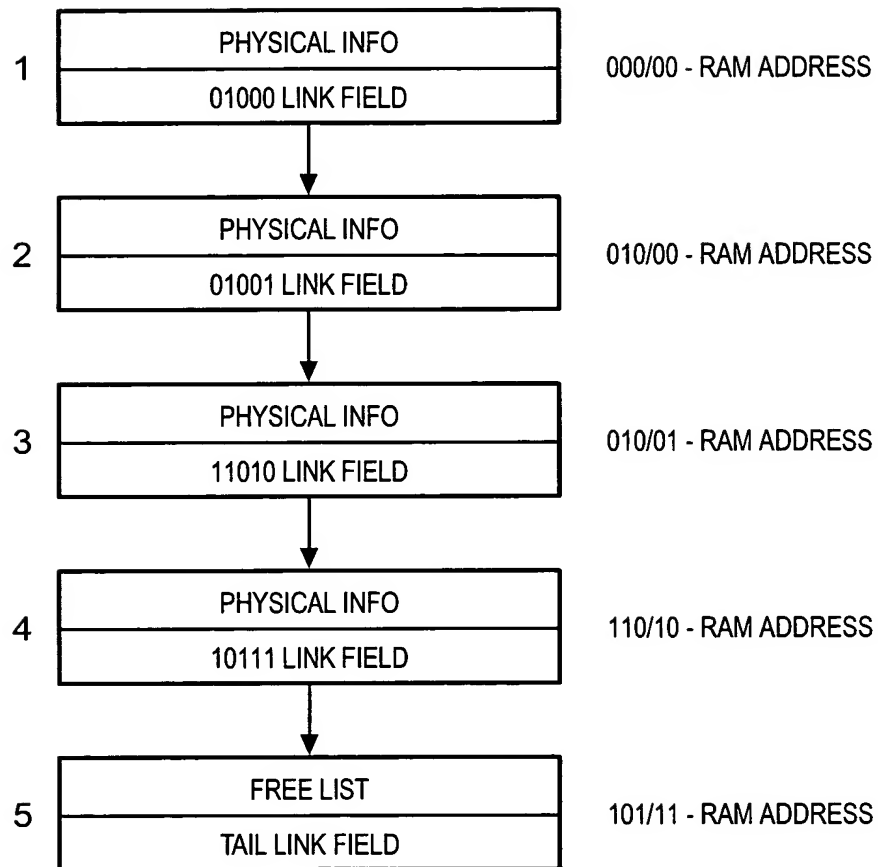 PHYSICAL INFO
1
000/00 - RAM ADDRESS
01000 LINK FIELD
PHYSICAL INFO
2
010/00 - RAM ADDRESS
01001 LINK FIELD
PHYSICAL INFO
3
010/01 - RAM ADDRESS
11010 LINK FIELD
PHYSICAL INFO
4
110/10 - RAM ADDRESS
10111 LINK FIELD
FREE LIST
5
101/11 - RAM ADDRESS
TAIL LINK FIELD